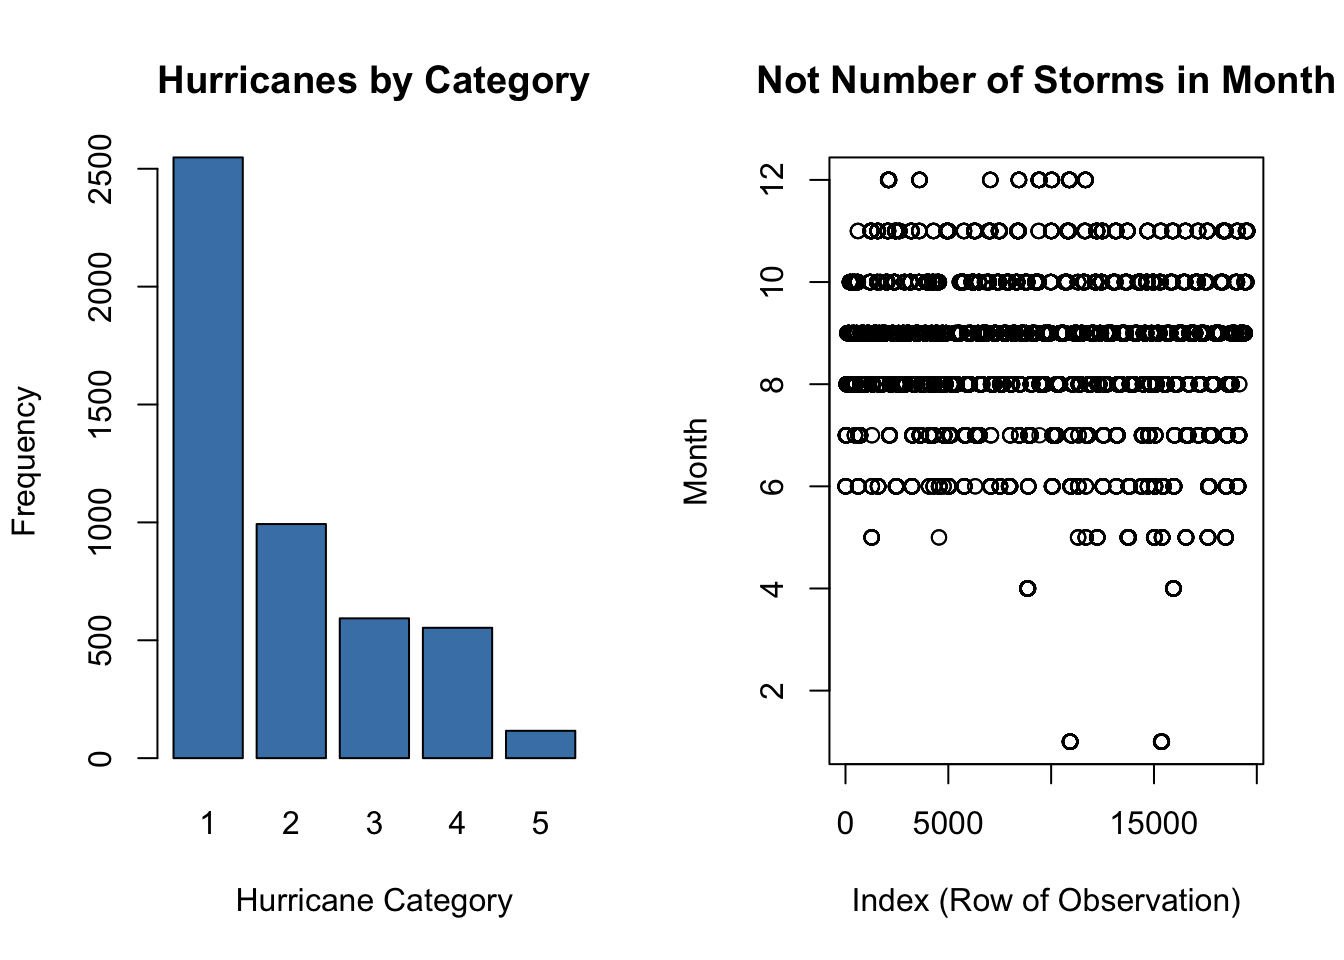 Hurricanes by Category
Frequency
0
500
1000
1500
2000
2500
1 2 3 4 5
Hurricane Category
Not Number of Storms in Month
Month
2
4
6
8
10
12
0 5000 15000
Index (Row of Observation)